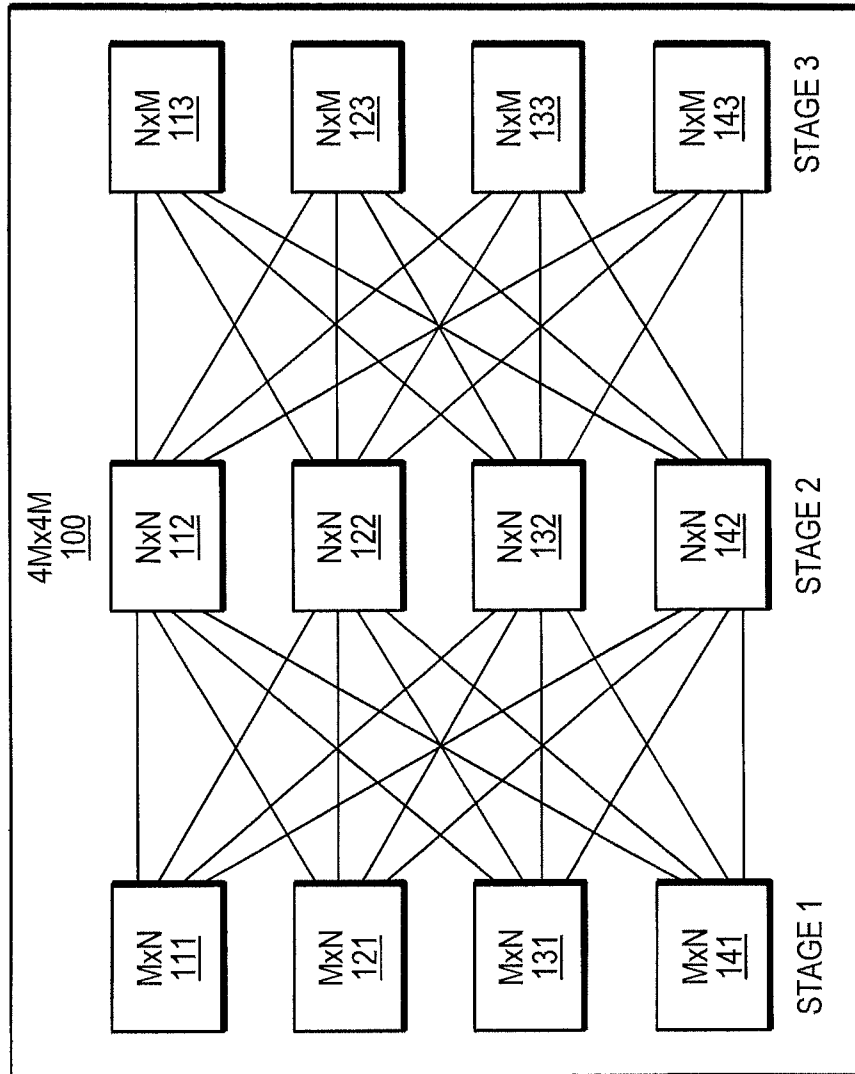 4Mx4M
100
MxN
111
NxN
112
NxM
113
MxN
121
NxN
122
NxM
123
MxN
131
NxN
132
NxM
133
MxN
141
NxN
142
NxM
143
STAGE 1
STAGE 2
STAGE 3